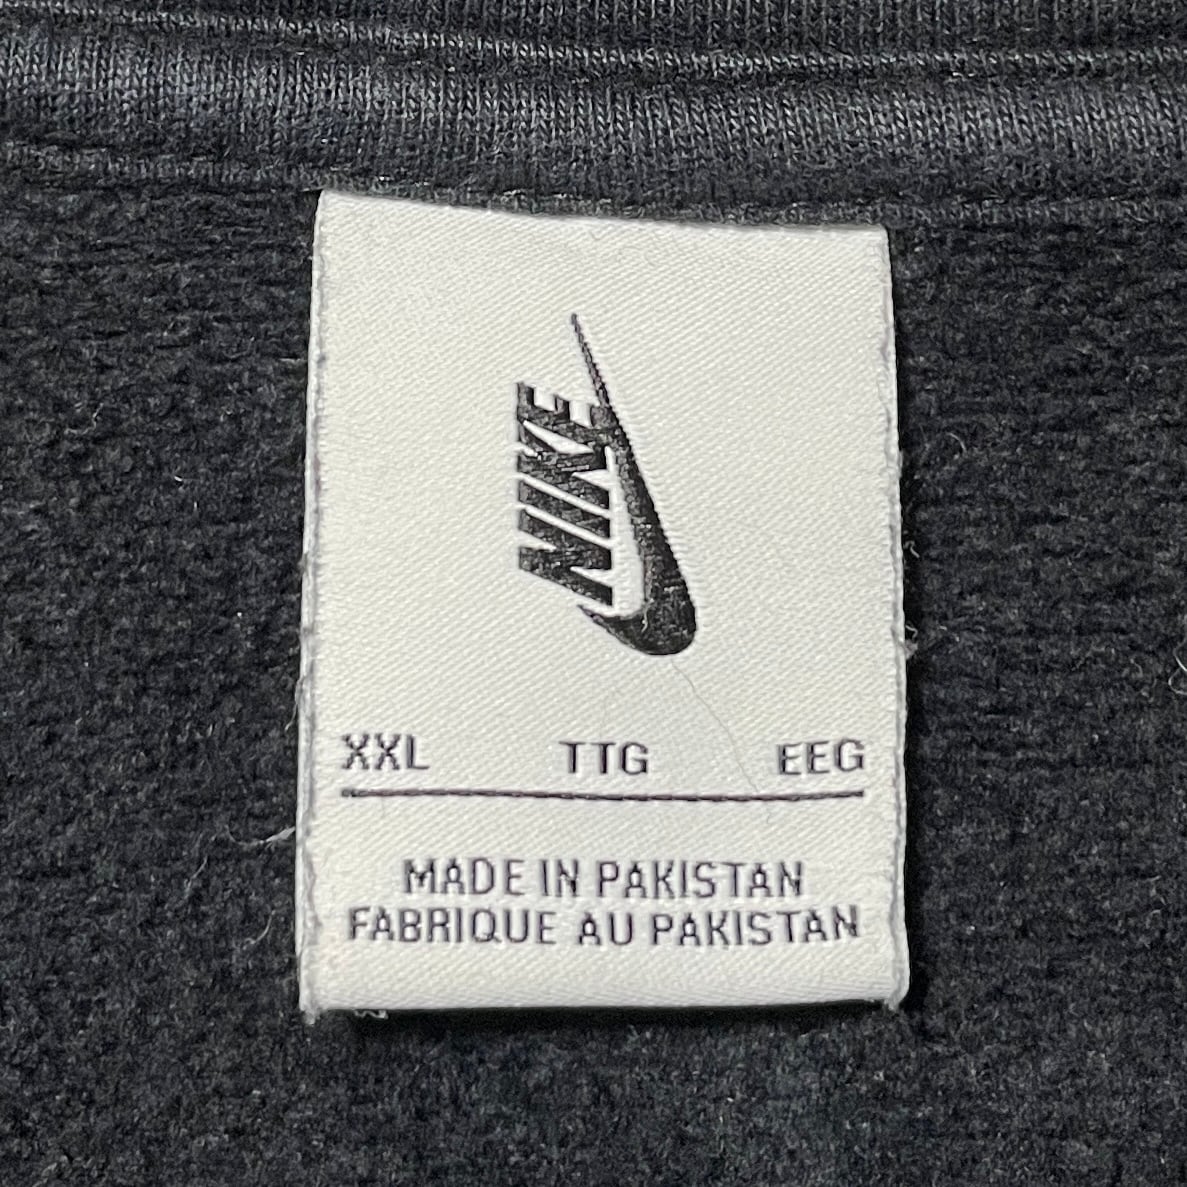 NIKE
XXL TTG EEG
MADE IN PAKISTAN
FABRIQUE AU PAKISTAN